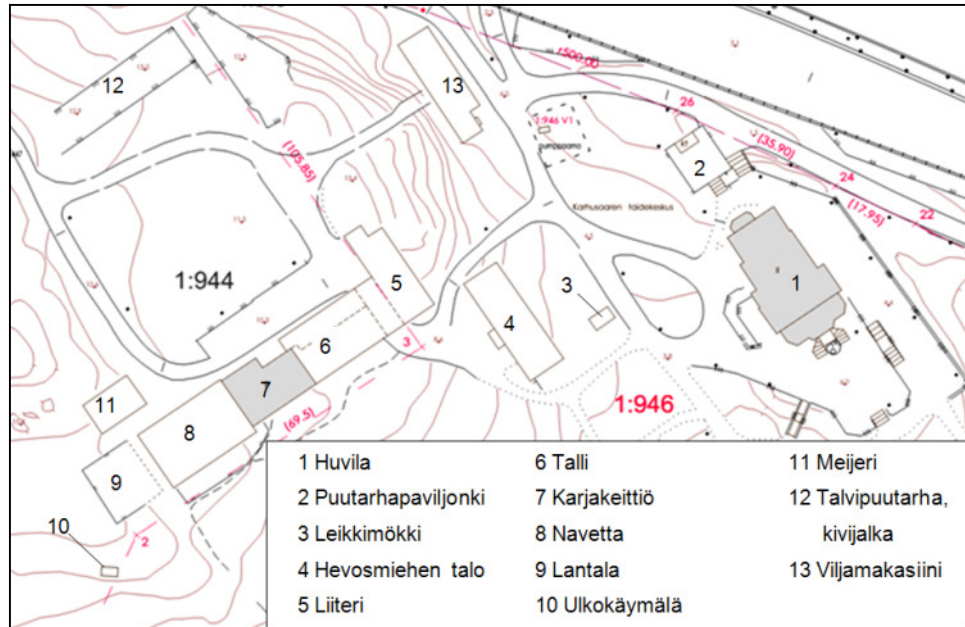 12
13
(500.00
26
1:946 V1
pumppaamo
2
(35.90)
24
(17.95)
22
(105.85)
Karhusaaren taidekeskus
1:944
5
3
1
4
6
3
7
1:946
11
(69.5)
8
9
10
2
1 Huvila
2 Puutarhapaviljonki
3 Leikkimökki
4 Hevosmiehen talo
5 Liiteri
6 Talli
7 Karjakeittiö
8 Navetta
9 Lantala
10 Ulkokäymälä
11 Meijeri
12 Talvipuutarha,
kivijalka
13 Viljamakasiini